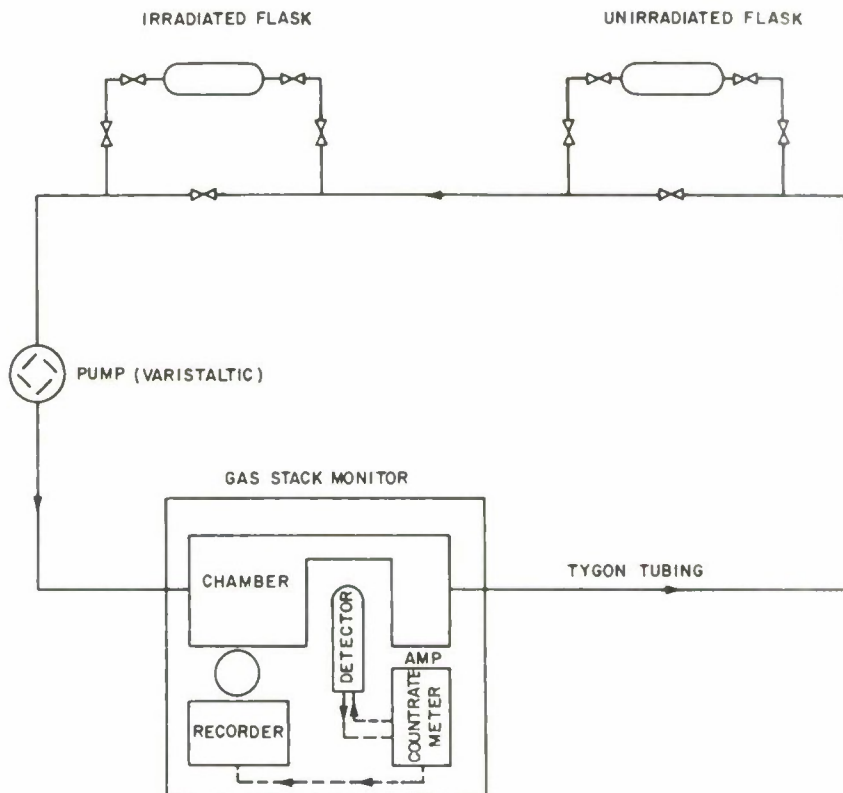 IRRADIATED FLASK
UNIRRADIATED FLASK
PUMP (VARISTALTIC)
GAS STACK MONITOR
CHAMBER
DETECTOR
AMP
COUNTRATE
METER
RECORDER
TYGON TUBING